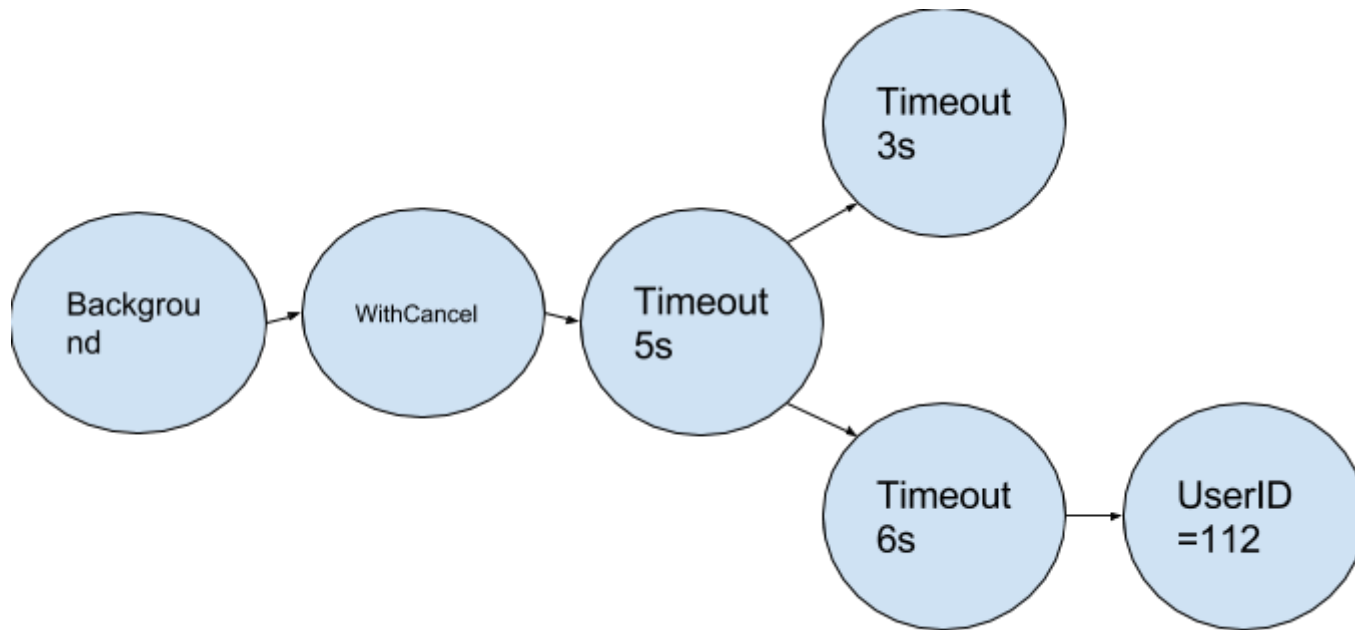 Timeout
3s
Backgrou
nd
WithCancel
Timeout
5s
Timeout
6s
UserID
=112